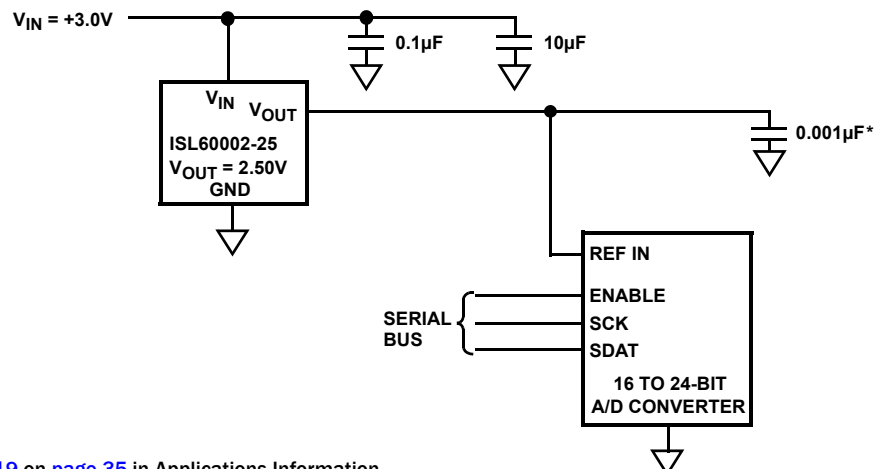 V_IN = +3.0V
0.1µF
10µF
V_IN
V_OUT
ISL60002-25
V_OUT = 2.50V
GND
0.001µF*
REF IN
ENABLE
SCK
SDAT
SERIAL
BUS
16 TO 24-BIT
A/D CONVERTER
19 on page 35 in Applications Information